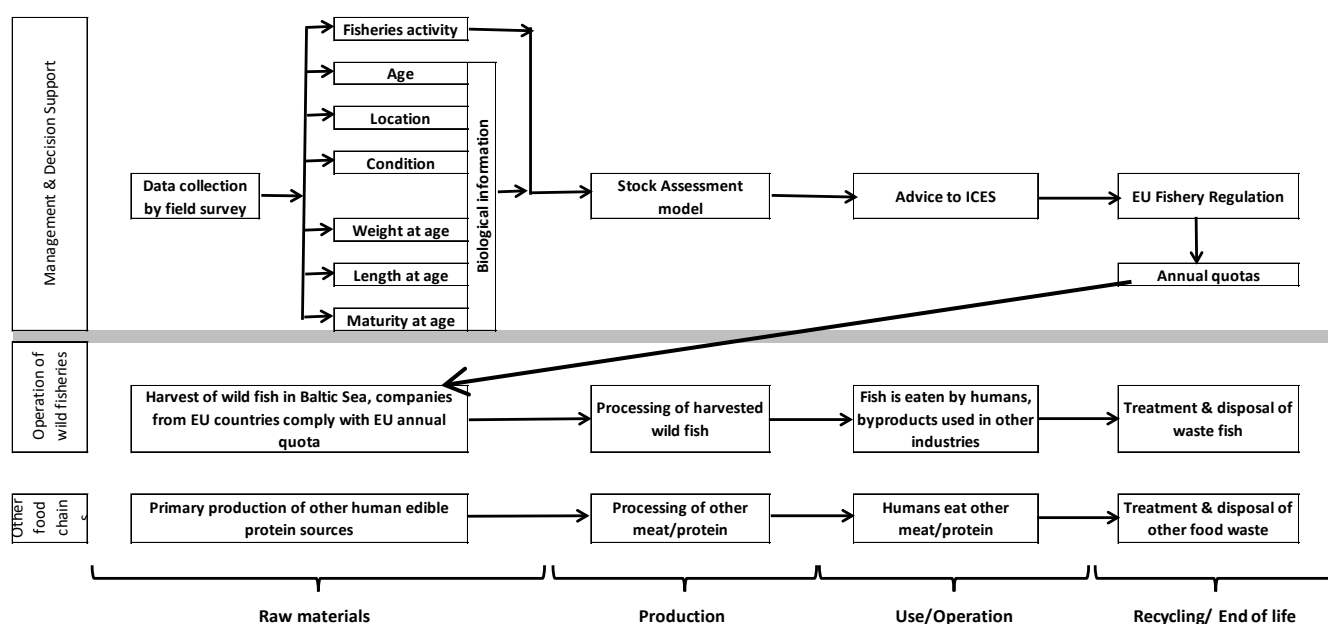 Management & Decision Support
Fisheries activity
Age
Location
Condition
Data collection
by field survey
Weight at age
Length at age
Maturity at age
Biological information
Stock Assessment
model
Advice to ICES
EU Fishery Regulation
Annual quotas
Operation of
wild fisheries
Harvest of wild fish in Baltic Sea, companies
from EU countries comply with EU annual
quota
Processing of harvested
wild fish
Fish is eaten by humans,
byproducts used in other
industries
Treatment & disposal of
waste fish
Other
food
chain
s
Primary production of other human edible
protein sources
Processing of other
meat/protein
Humans eat other
meat/protein
Treatment & disposal of
other food waste
Raw materials
Production
Use/Operation
Recycling/ End of life